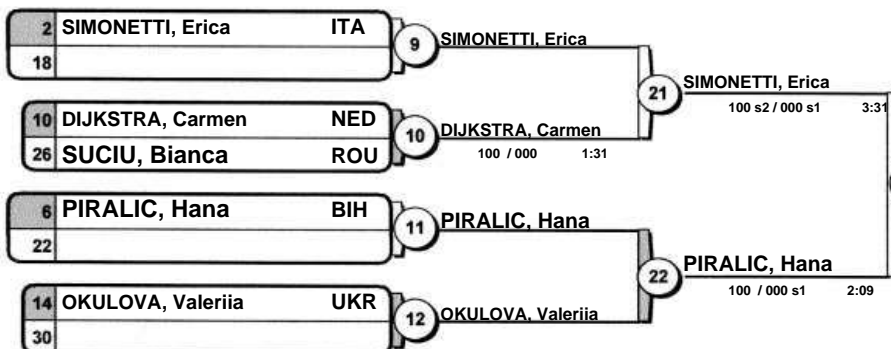 2 SIMONETTI, Erica ITA
18
9
SIMONETTI, Erica
10 DIJKSTRA, Carmen NED
26 SUCIU, Bianca ROU
10
DIJKSTRA, Carmen
100 / 000 1:31
21
SIMONETTI, Erica
100 s2 / 000 s1 3:31
6 PIRALIC, Hana BIH
22
11
PIRALIC, Hana
14 OKULOVA, Valeriia UKR
30
12
OKULOVA, Valeriia
22
PIRALIC, Hana
100 / 000 s1 2:09